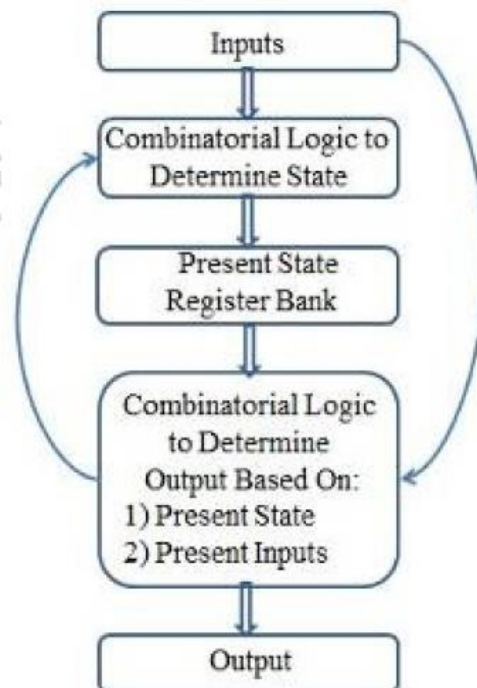 Inputs
Combinatorial Logic to
Determine State
Present State
Register Bank
Combinatorial Logic
to Determine
Output Based On:
1) Present State
2) Present Inputs
Output